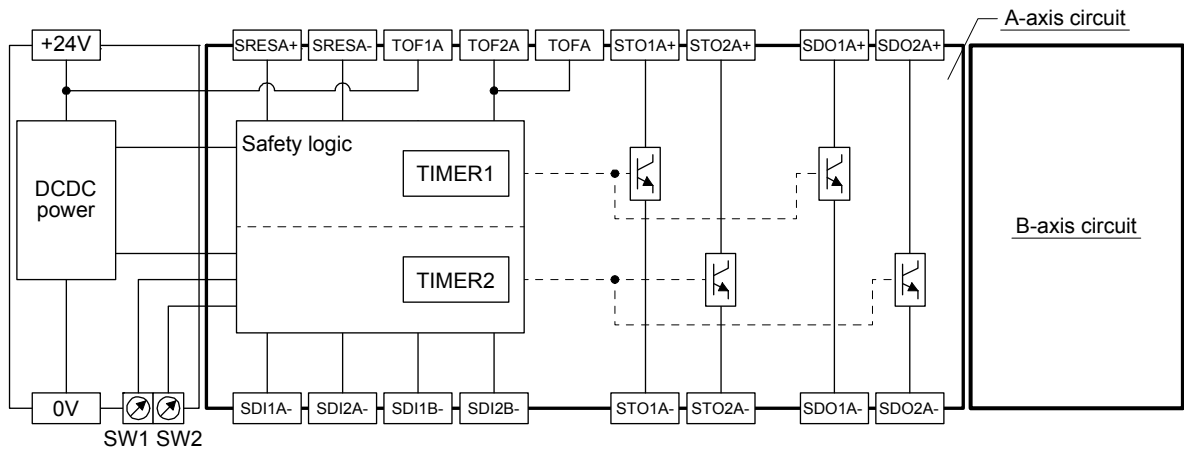 A-axis circuit
+24V SRESA+ SRESA- TOF1A TOF2A TOFA STO1A+ STO2A+ SDO1A+ SDO2A+
Safety logic
TIMER1
DCDC
power
B-axis circuit
TIMER2
0V SDI1A- SDI2A- SDI1B- SDI2B- STO1A- STO2A- SDO1A- SDO2A-
SW1 SW2